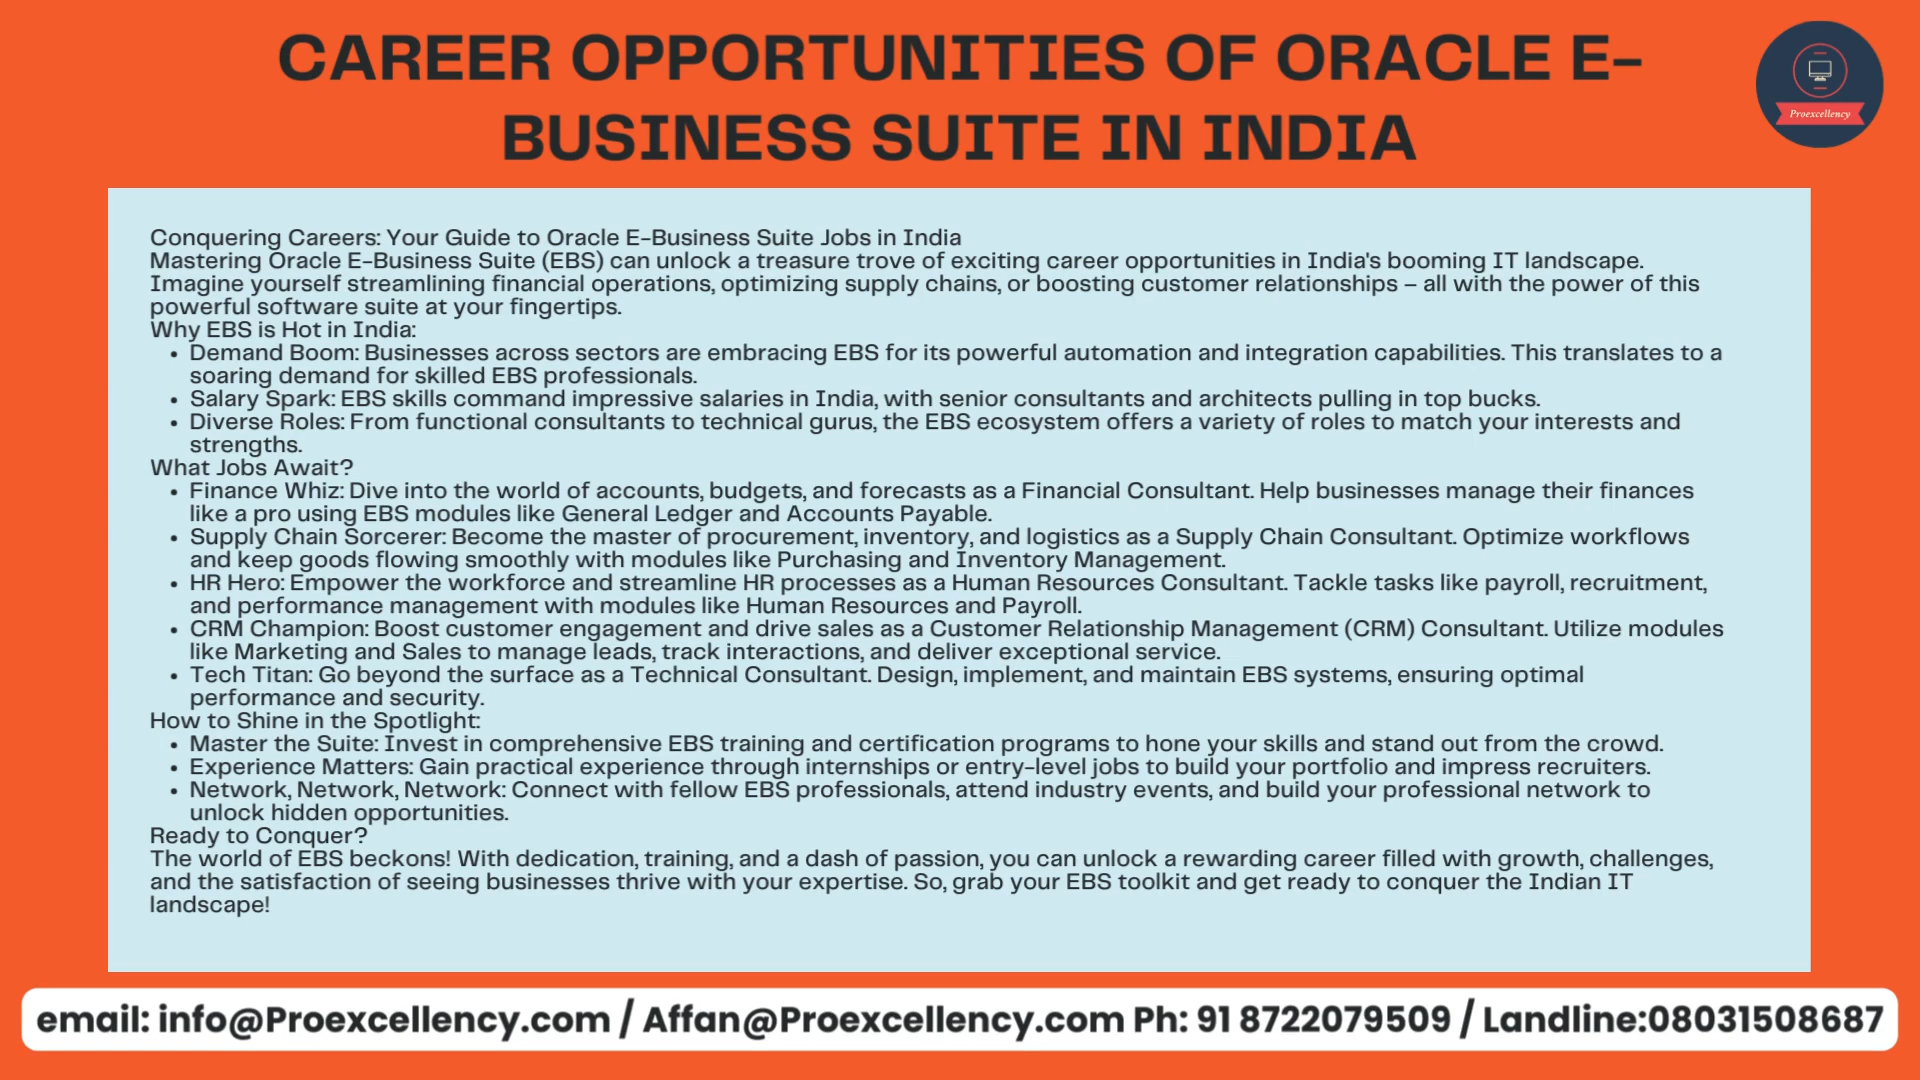 CAREER OPPORTUNITIES OF ORACLE E-
BUSINESS SUITE IN INDIA
Proexcellency
Conquering Careers: Your Guide to Oracle E-Business Suite Jobs in India
Mastering Oracle E-Business Suite (EBS) can unlock a treasure trove of exciting career opportunities in India's booming IT landscape.
Imagine yourself streamlining financial operations, optimizing supply chains, or boosting customer relationships – all with the power of this
powerful software suite at your fingertips.
Why EBS is Hot in India:
• Demand Boom: Businesses across sectors are embracing EBS for its powerful automation and integration capabilities. This translates to a
soaring demand for skilled EBS professionals.
• Salary Spark: EBS skills command impressive salaries in India, with senior consultants and architects pulling in top bucks.
• Diverse Roles: From functional consultants to technical gurus, the EBS ecosystem offers a variety of roles to match your interests and
strengths.
What Jobs Await?
• Finance Whiz: Dive into the world of accounts, budgets, and forecasts as a Financial Consultant. Help businesses manage their finances
like a pro using EBS modules like General Ledger and Accounts Payable.
• Supply Chain Sorcerer: Become the master of procurement, inventory, and logistics as a Supply Chain Consultant. Optimize workflows
and keep goods flowing smoothly with modules like Purchasing and Inventory Management.
• HR Hero: Empower the workforce and streamline HR processes as a Human Resources Consultant. Tackle tasks like payroll, recruitment,
and performance management with modules like Human Resources and Payroll.
• CRM Champion: Boost customer engagement and drive sales as a Customer Relationship Management (CRM) Consultant. Utilize modules
like Marketing and Sales to manage leads, track interactions, and deliver exceptional service.
• Tech Titan: Go beyond the surface as a Technical Consultant. Design, implement, and maintain EBS systems, ensuring optimal
performance and security.
How to Shine in the Spotlight:
• Master the Suite: Invest in comprehensive EBS training and certification programs to hone your skills and stand out from the crowd.
• Experience Matters: Gain practical experience through internships or entry-level jobs to build your portfolio and impress recruiters.
• Network, Network, Network: Connect with fellow EBS professionals, attend industry events, and build your professional network to
unlock hidden opportunities.
Ready to Conquer?
The world of EBS beckons! With dedication, training, and a dash of passion, you can unlock a rewarding career filled with growth, challenges,
and the satisfaction of seeing businesses thrive with your expertise. So, grab your EBS toolkit and get ready to conquer the Indian IT
landscape!
email: info@Proexcellency.com / Affan@Proexcellency.com Ph: 91 8722079509 / Landline:08031508687